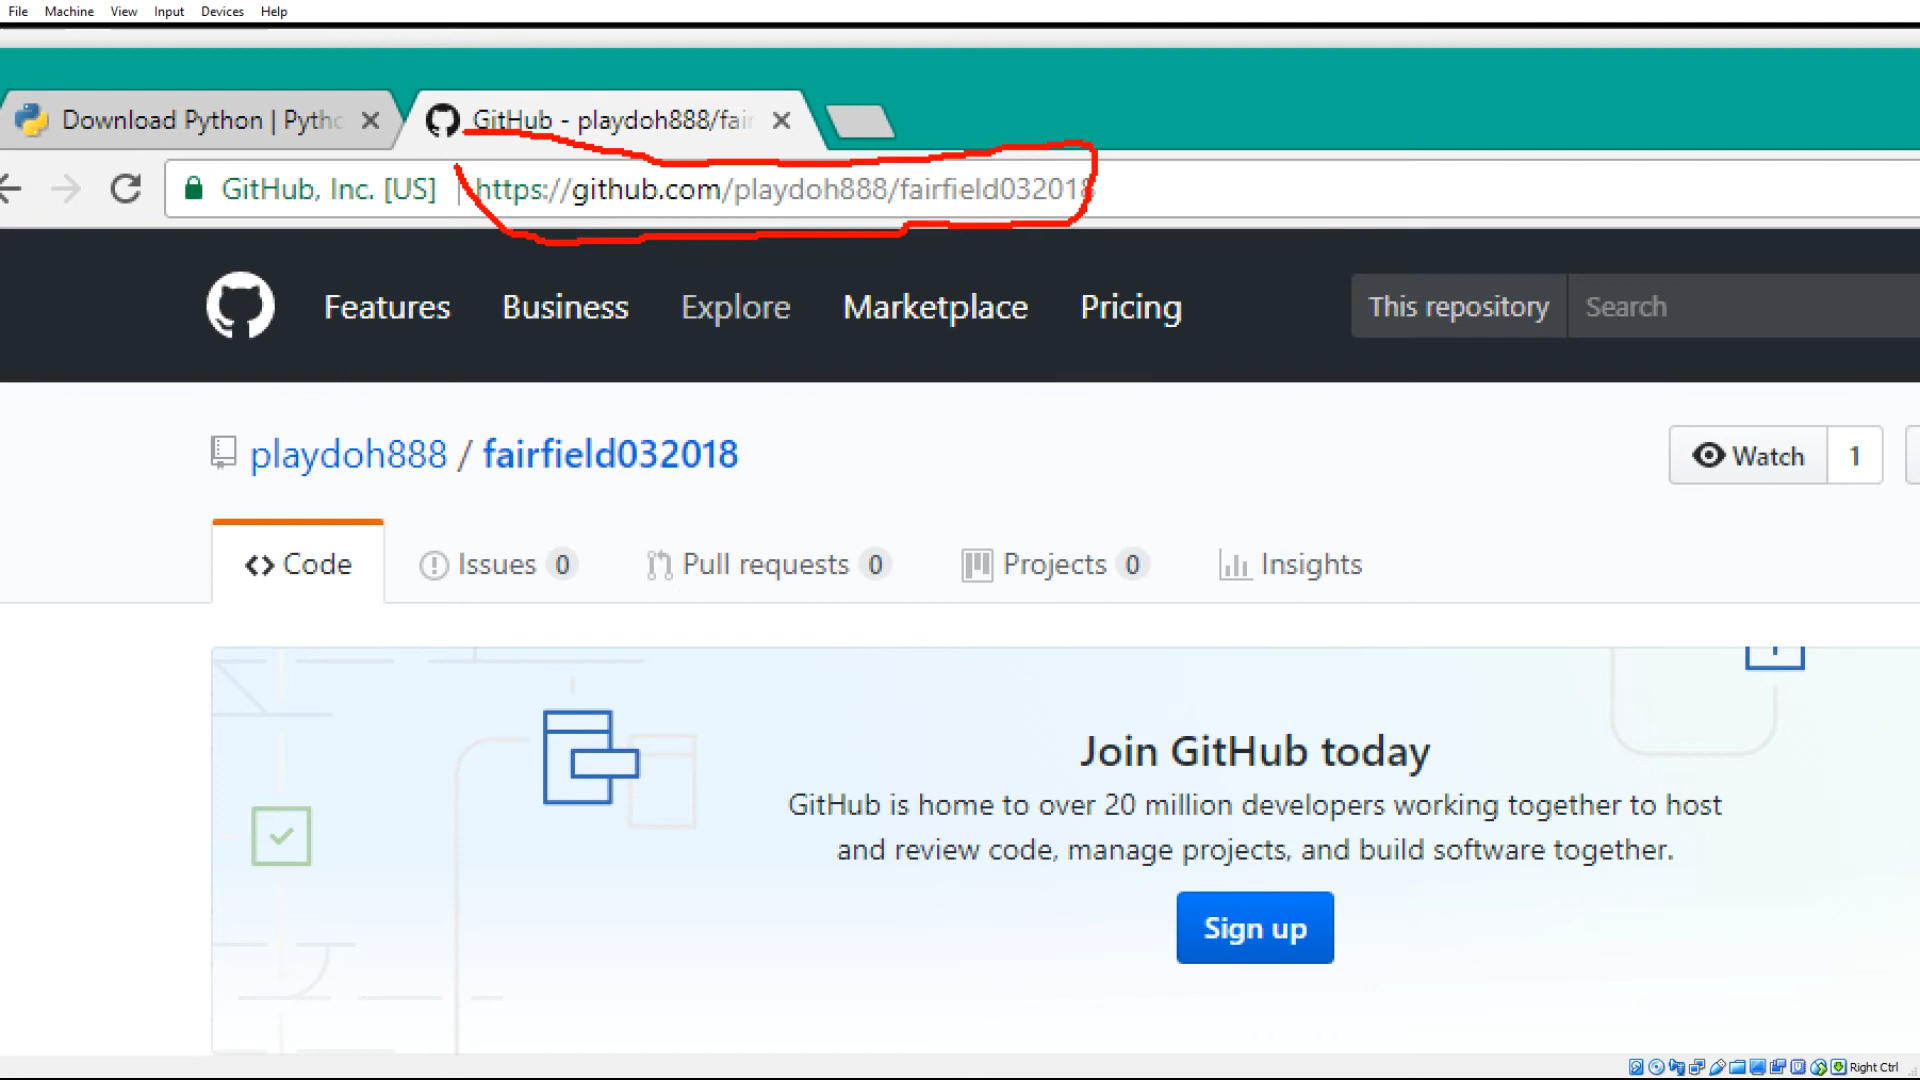 File Machine View Input Devices Help
Download Python | Pytho
GitHub - playdoh888/fair
GitHub, Inc. [US] | https://github.com/playdoh888/fairfield032018
Features Business Explore Marketplace Pricing This repository Search
playdoh888 / fairfield032018
Watch 1
Code Issues 0 Pull requests 0 Projects 0 Insights
Join GitHub today
GitHub is home to over 20 million developers working together to host
and review code, manage projects, and build software together.
Sign up
Right Ctrl